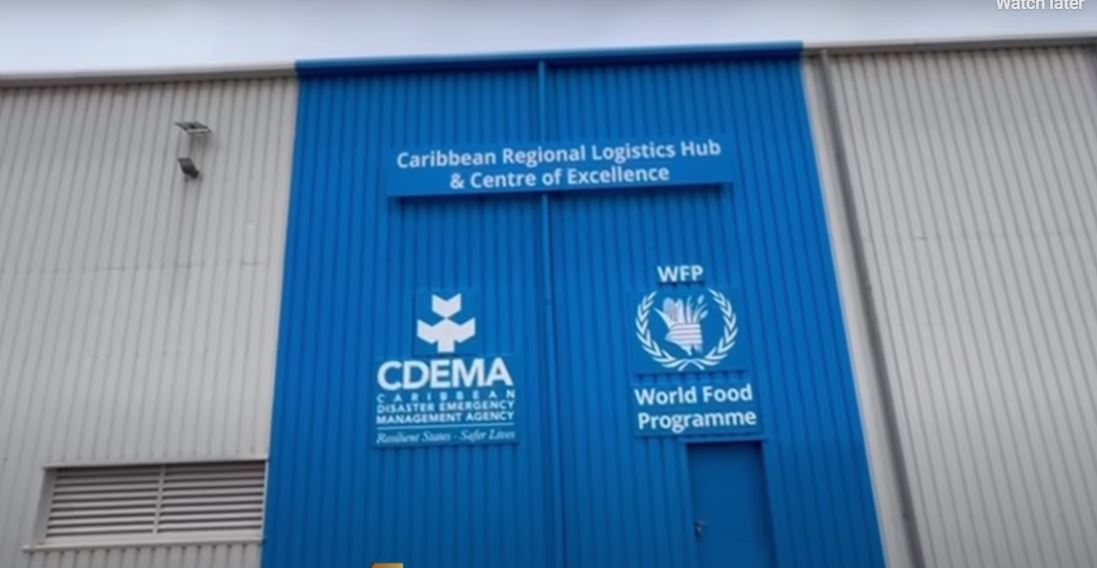 Watch later
Caribbean Regional Logistics Hub
& Centre of Excellence
WFP
CDEMA
CARIBBEAN
DISASTER EMERGENCY
MANAGEMENT AGENCY
Resilient States - Safer Lives
World Food
Programme